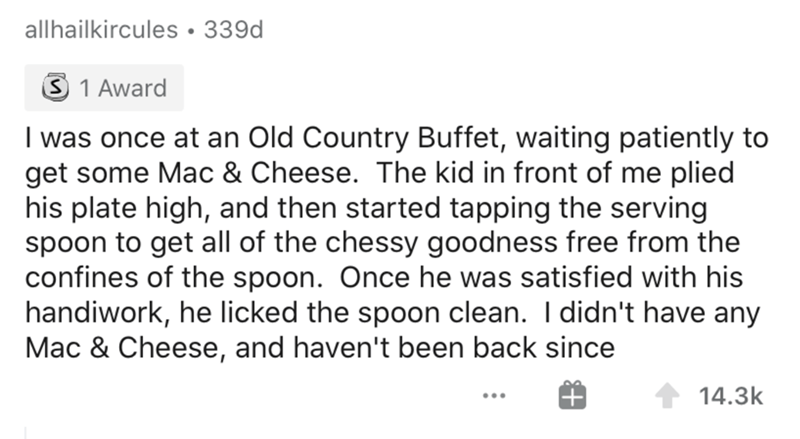 allhailkircules • 339d
S 1 Award
I was once at an Old Country Buffet, waiting patiently to
get some Mac & Cheese. The kid in front of me plied
his plate high, and then started tapping the serving
spoon to get all of the chessy goodness free from the
confines of the spoon. Once he was satisfied with his
handiwork, he licked the spoon clean. I didn't have any
Mac & Cheese, and haven't been back since
... 14.3k